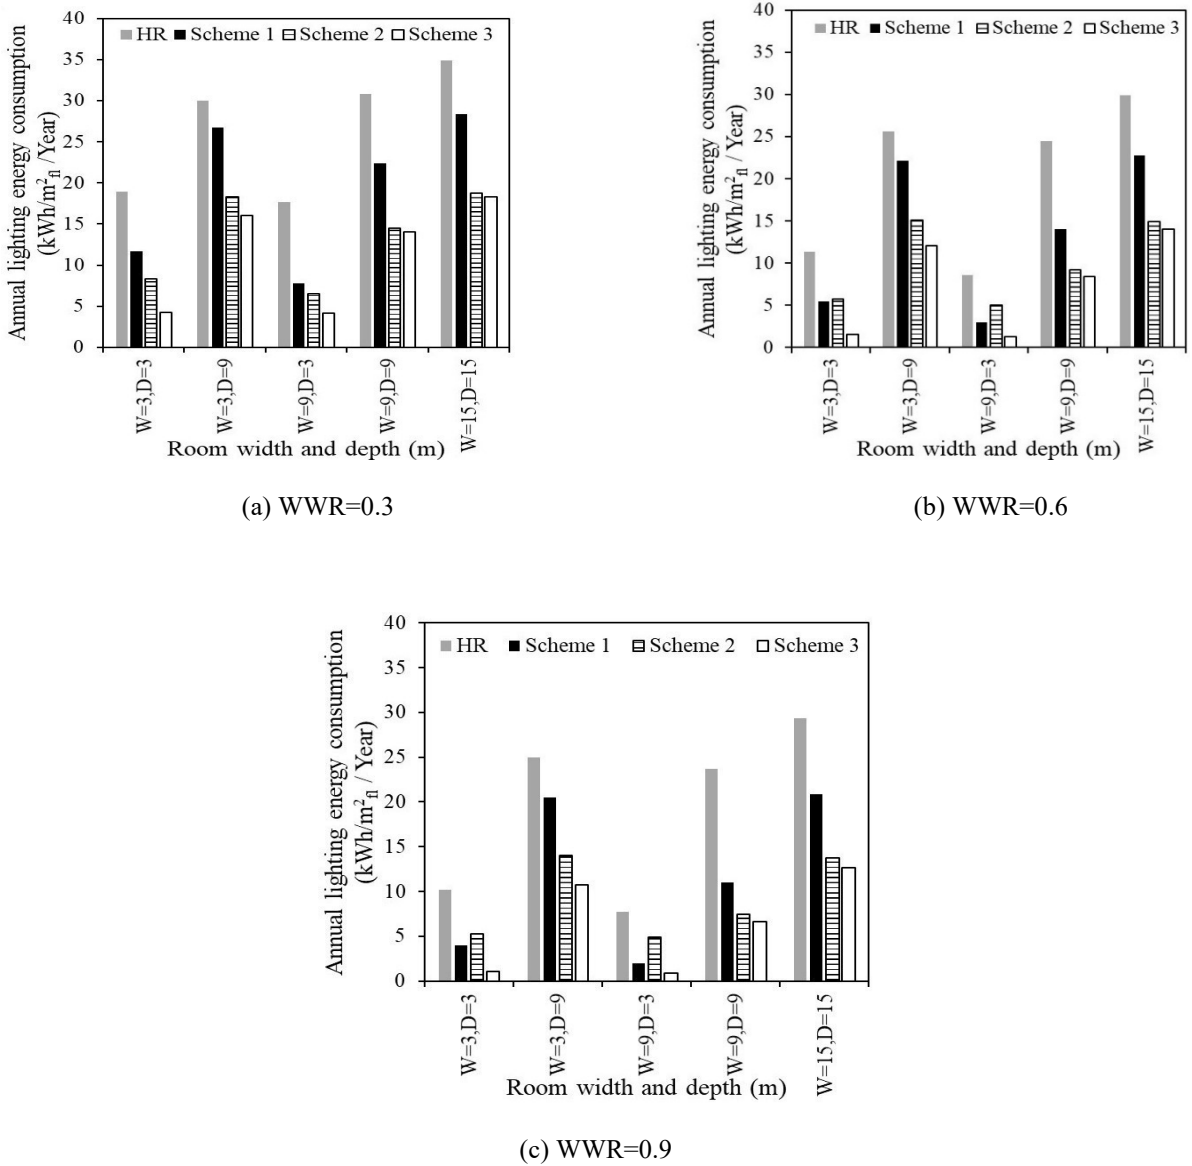 40
35
30
25
20
15
10
5
0
HR Scheme 1 Scheme 2 Scheme 3
Annual lighting energy consumption
(kWh/m²fl /Year)
W=3,D=3
W=3,D=9
W=9,D=3
W=9,D=9
W=15,D=15
Room width and depth (m)
(a) WWR=0.3
40
35
30
25
20
15
10
5
0
HR Scheme 1 Scheme 2 Scheme 3
Annual lighting energy consumption
(kWh/m²fl / Year)
W=3,D=3
W=3,D=9
W=9,D=3
W=9,D=9
W=15,D=15
Room width and depth (m)
(b) WWR=0.6
40
35
30
25
20
15
10
5
0
HR Scheme 1 Scheme 2 Scheme 3
Annual lighting energy consumption
(kWh/m²fl / Year)
W=3,D=3
W=3,D=9
W=9,D=3
W=9,D=9
W=15,D=15
Room width and depth (m)
(c) WWR=0.9